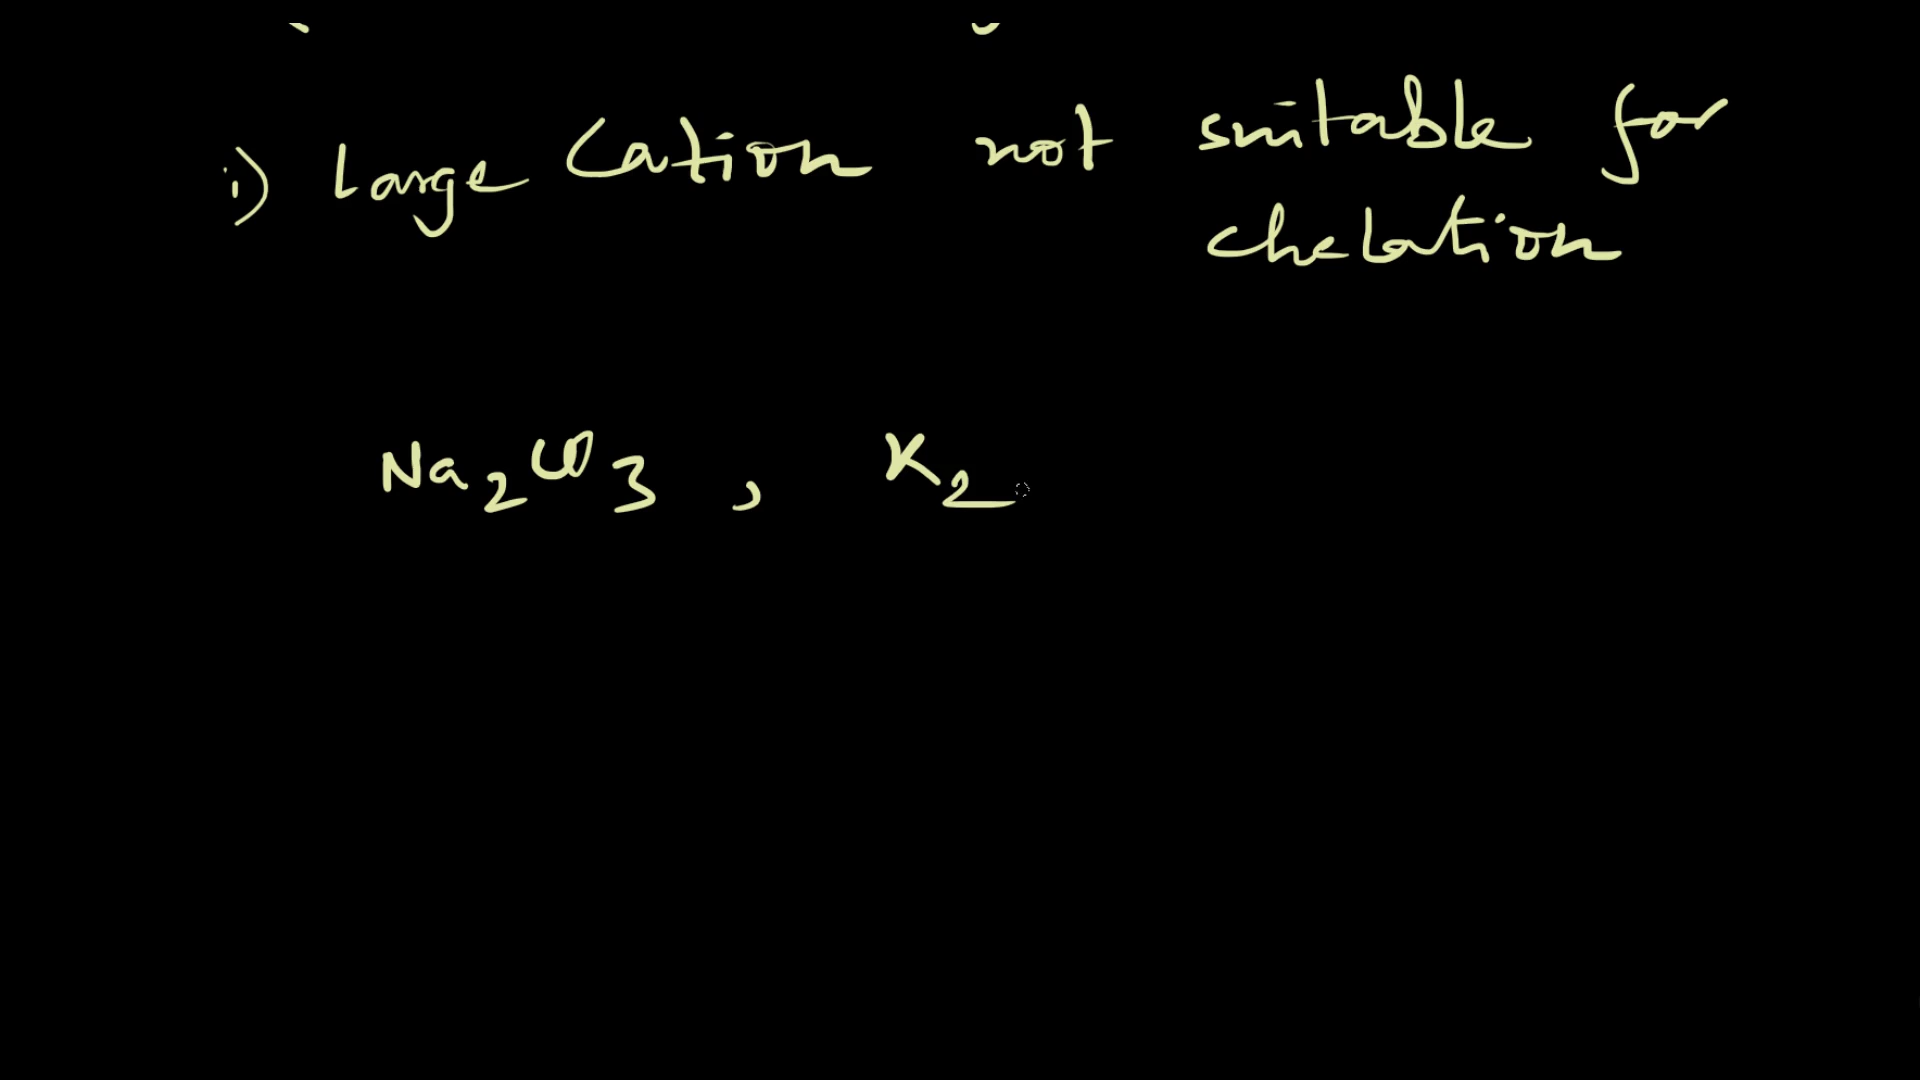 i) Large Cation not suitable for
chelation
Na2CO3, K2